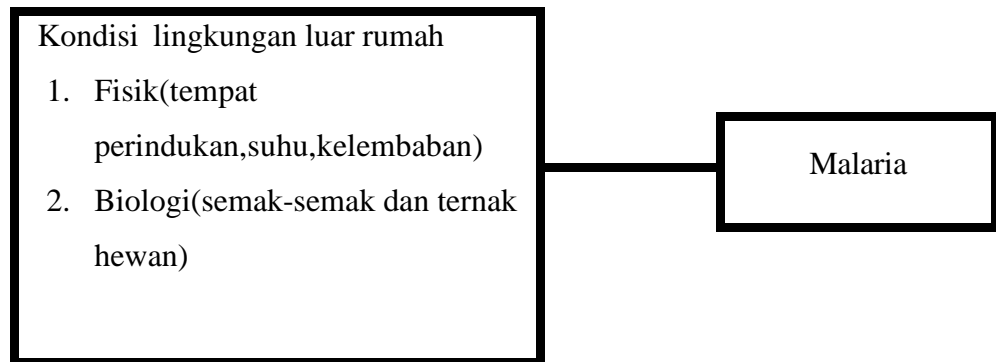 Kondisi lingkungan luar rumah
1. Fisik(tempat
perindukan,suhu,kelembaban)
2. Biologi(semak-semak dan ternak
hewan)
Malaria